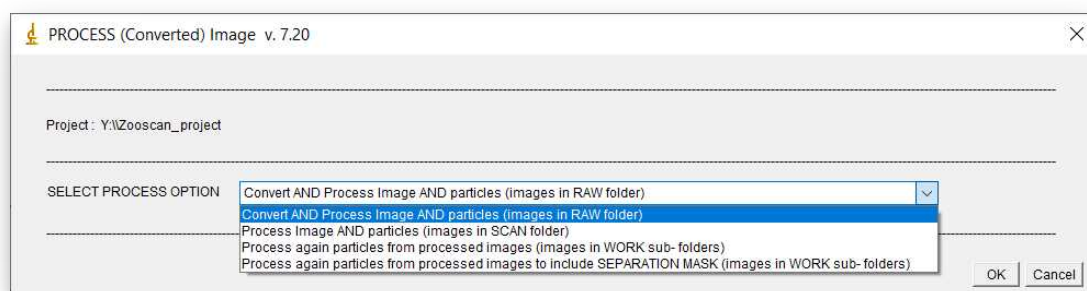 PROCESS (Converted) Image v. 7.20
Project : Y:\\Zooscan_project
SELECT PROCESS OPTION Convert AND Process Image AND particles (images in RAW folder)
Convert AND Process Image AND particles (images in RAW folder)
Process Image AND particles (images in SCAN folder)
Process again particles from processed images (images in WORK sub- folders)
Process again particles from processed images to include SEPARATION MASK (images in WORK sub- folders)
OK Cancel